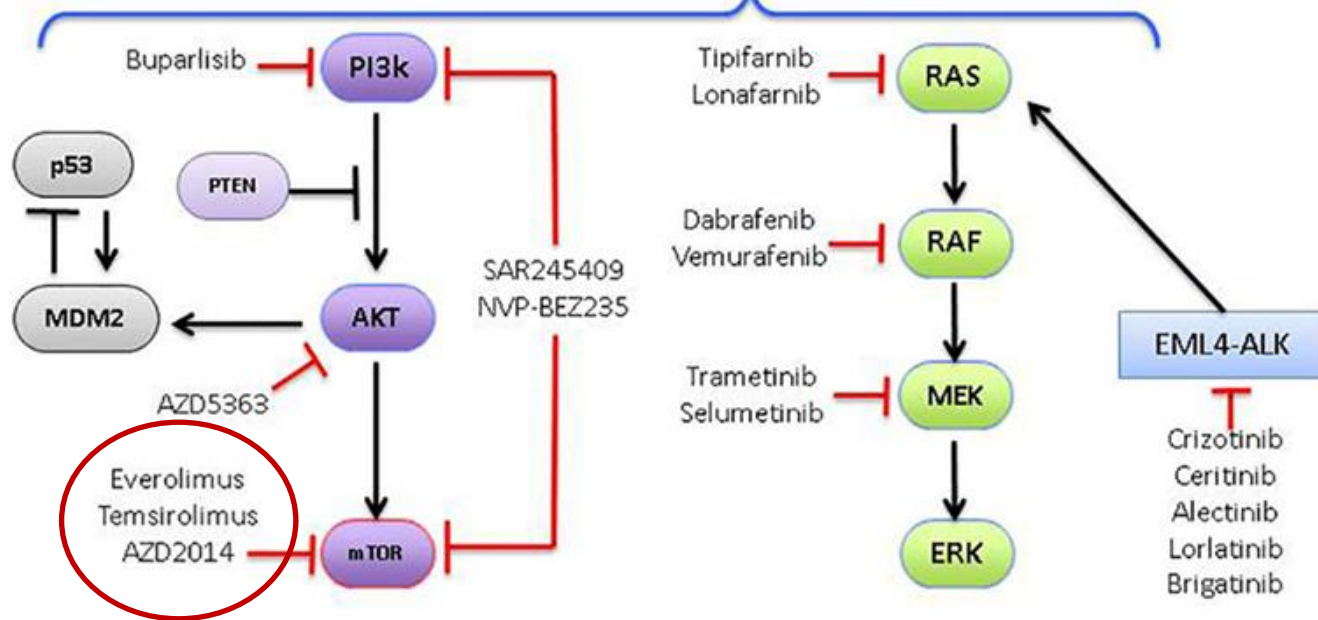 Buparlisib
PI3k
Tipifarnib
Lonafarnib
RAS
p53
PTEN
Dabrafenib
Vemurafenib
RAF
SAR245409
NVP-BEZ235
MDM2
AKT
EML4-ALK
AZD5363
Trametinib
Selumetinib
MEK
Everolimus
Temsirolimus
AZD2014
mTOR
ERK
Crizotinib
Ceritinib
Alectinib
Lorlatinib
Brigatinib